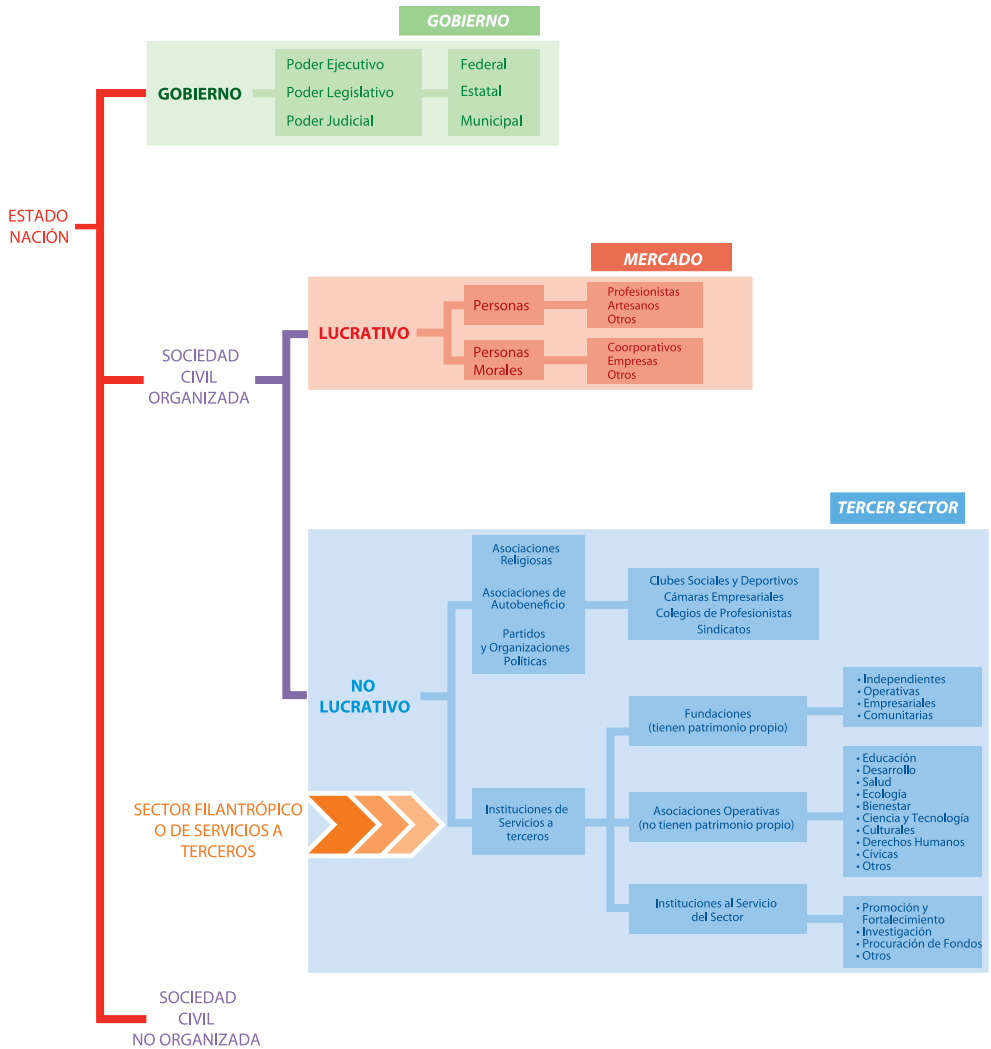 GOBIERNO
GOBIERNO
Poder Ejecutivo
Poder Legislativo
Poder Judicial
Federal
Estatal
Municipal
ESTADO
NACIÓN
MERCADO
LUCRATIVO
Personas
Profesionistas
Artesanos
Otros
Personas
Morales
Coorporativos
Empresas
Otros
SOCIEDAD
CIVIL
ORGANIZADA
TERCER SECTOR
NO
LUCRATIVO
Asociaciones
Religiosas
Asociaciones de
Autobeneficio
Partidos
y Organizaciones
Políticas
Clubes Sociales y Deportivos
Cámaras Empresariales
Colegios de Profesionistas
Sindicatos
SECTOR FILANTRÓPICO
O DE SERVICIOS A
TERCEROS
Instituciones de
Servicios a
terceros
Fundaciones
(tienen patrimonio propio)
• Independientes
• Operativas
• Empresariales
• Comunitarias
Asociaciones Operativas
(no tienen patrimonio propio)
• Educación
• Desarrollo
• Salud
• Ecología
• Bienestar
• Ciencia y Tecnología
• Culturales
• Derechos Humanos
• Cívicas
• Otros
Instituciones al Servicio
del Sector
• Promoción y
Fortalecimiento
• Investigación
• Procuración de Fondos
• Otros
SOCIEDAD
CIVIL
NO ORGANIZADA